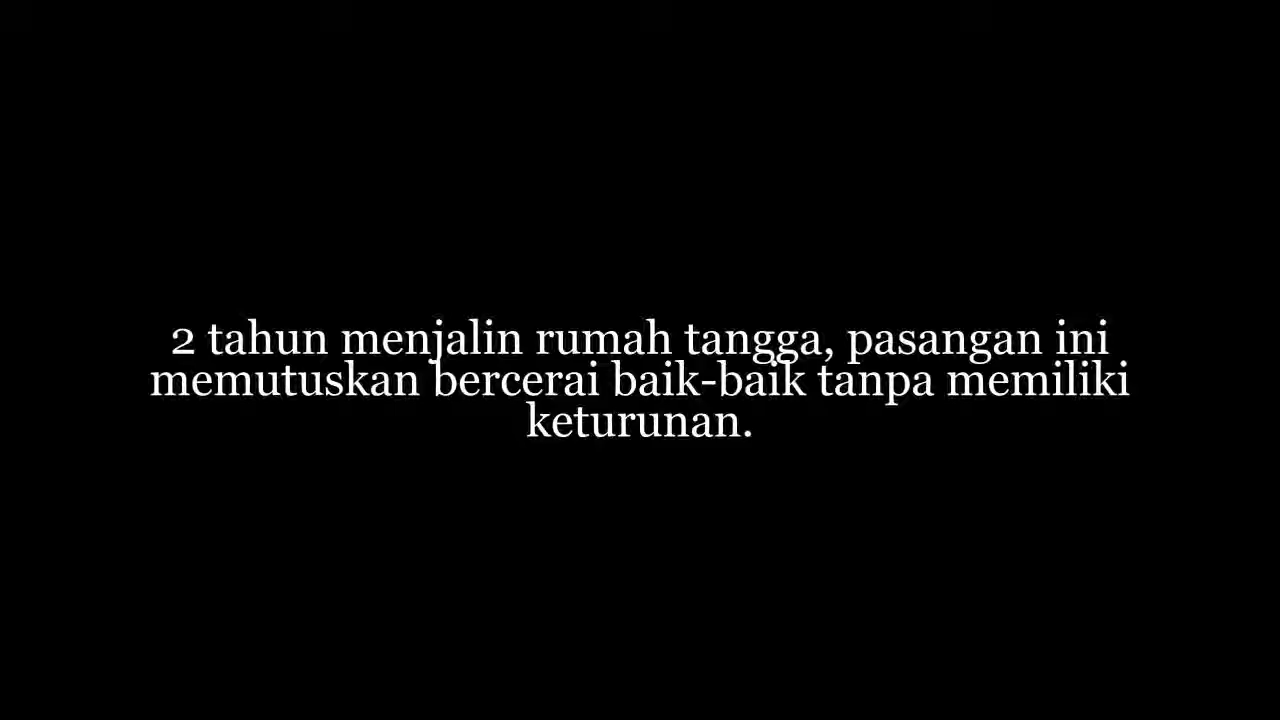 2 tahun menjalin rumah tangga, pasangan ini
memutuskan bercerai baik-baik tanpa memiliki
keturunan.